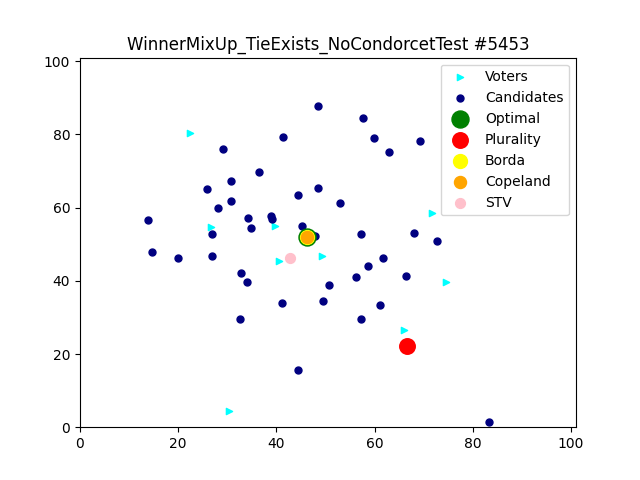 WinnerMixUp_TieExists_NoCondorcetTest #5453
100
80
60
40
20
0
0 20 40 60 80 100
Voters
Candidates
Optimal
Plurality
Borda
Copeland
STV